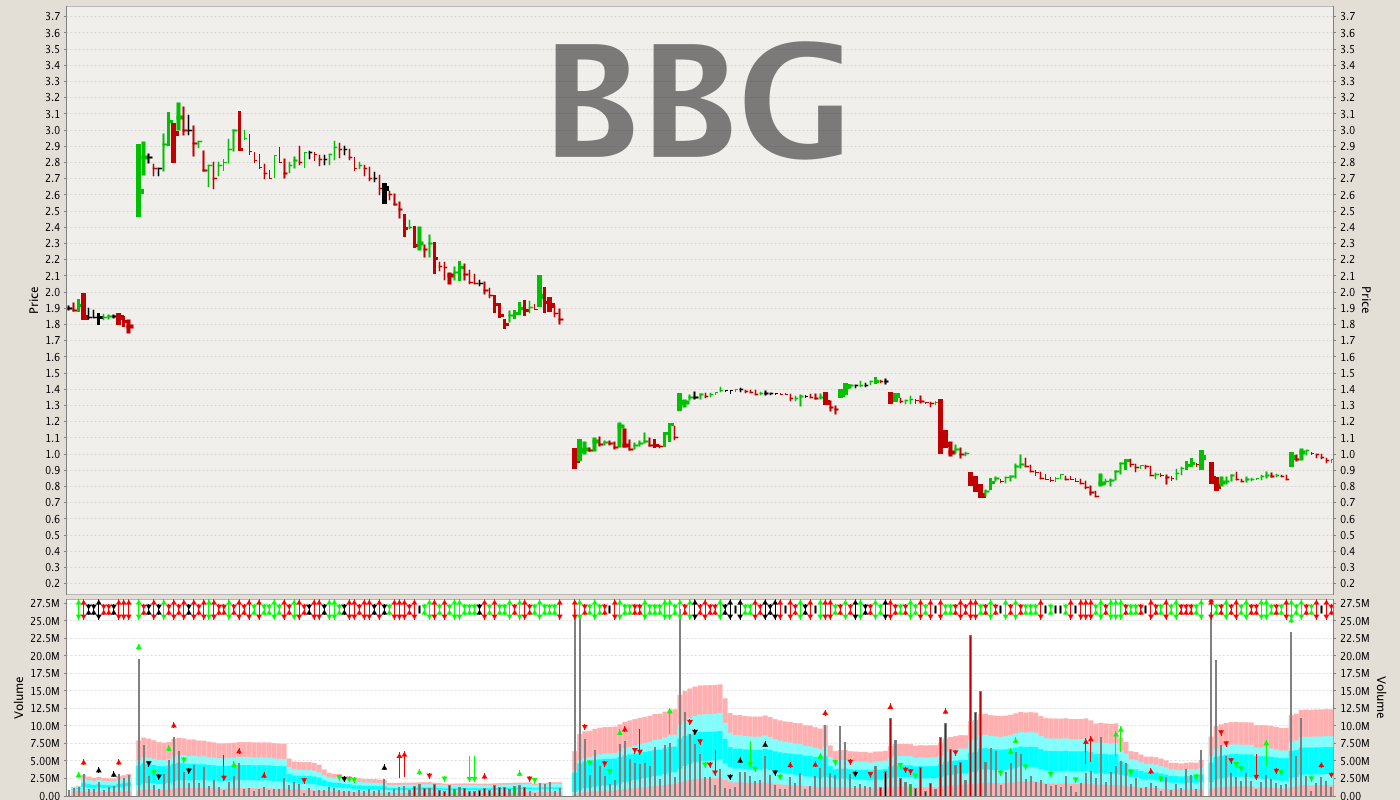 BBG
3.7 3.7
3.6 3.6
3.5 3.5
3.4 3.4
3.3 3.3
3.2 3.2
3.1 3.1
3.0 3.0
2.9 2.9
2.8 2.8
2.7 2.7
2.6 2.6
2.5 2.5
2.4 2.4
2.3 2.3
2.2 2.2
2.1 2.1
2.0 2.0
Price Price
1.9 1.9
1.8 1.8
1.7 1.7
1.6 1.6
1.5 1.5
1.4 1.4
1.3 1.3
1.2 1.2
1.1 1.1
1.0 1.0
0.9 0.9
0.8 0.8
0.7 0.7
0.6 0.6
0.5 0.5
0.4 0.4
0.3 0.3
0.2 0.2
27.5M 27.5M
25.0M 25.0M
22.5M 22.5M
20.0M 20.0M
17.5M 17.5M
15.0M 15.0M
Volume Volume
12.5M 12.5M
10.0M 10.0M
7.50M 7.50M
5.00M 5.00M
2.50M 2.50M
0.00 0.00